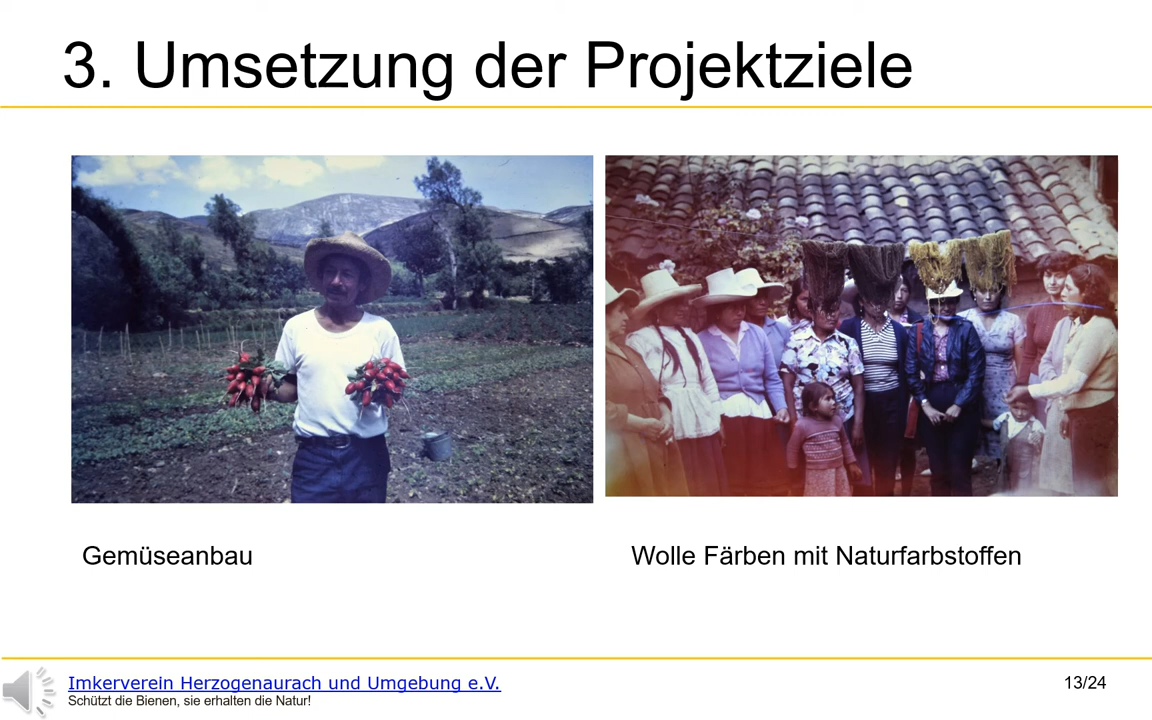 3. Umsetzung der Projektziele
Gemüseanbau
Wolle Färben mit Naturfarbstoffen
Imkerverein Herzogenaurach und Umgebung e.V.
Schützt die Bienen, sie erhalten die Natur!
13/24